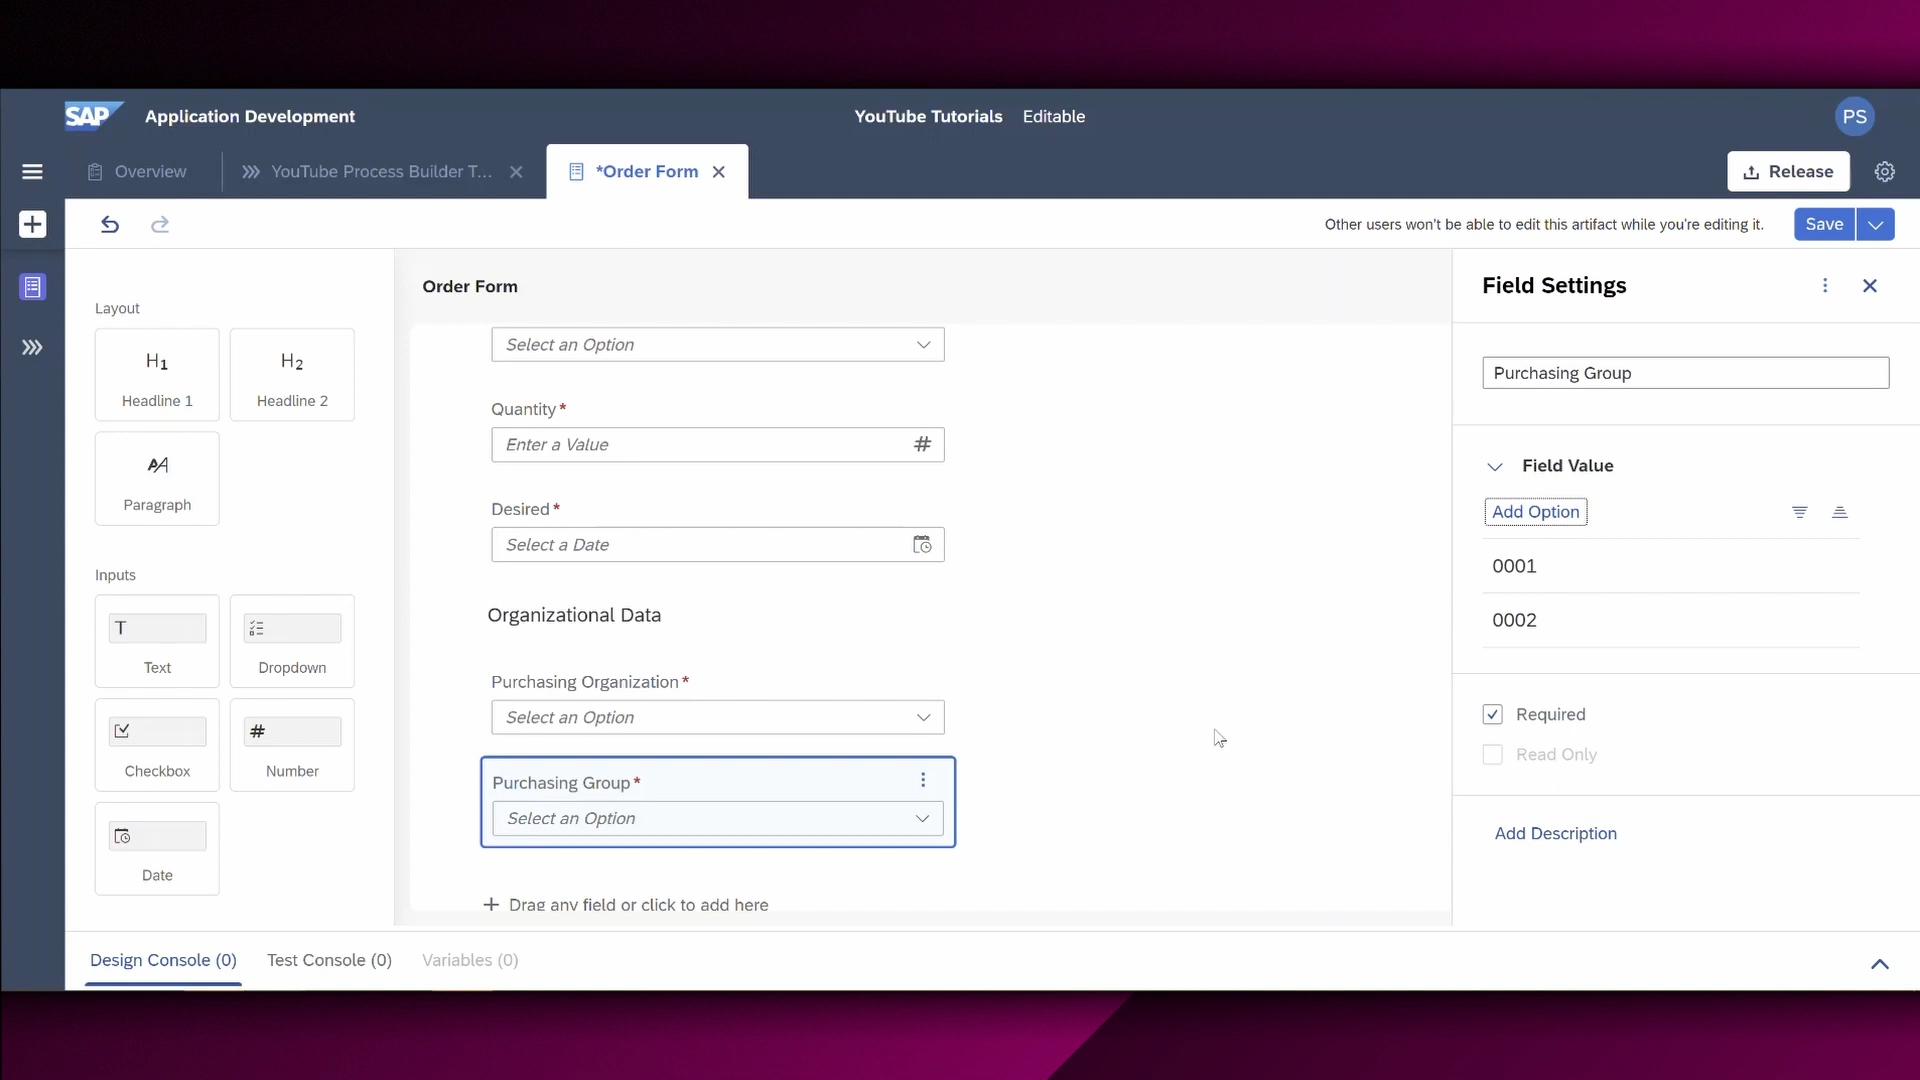 SAP Application Development YouTube Tutorials Editable PS
Overview YouTube Process Builder T... *Order Form Release
Other users won't be able to edit this artifact while you're editing it. Save
Layout
H1 Headline 1
H2 Headline 2
Paragraph
Inputs
T Text
Dropdown
Checkbox
# Number
Date
Order Form
Select an Option
Quantity*
Enter a Value #
Desired*
Select a Date
Organizational Data
Purchasing Organization*
Select an Option
Purchasing Group*
Select an Option
+ Drag any field or click to add here
Field Settings
Purchasing Group
Field Value
Add Option
0001
0002
Required
Read Only
Add Description
Design Console (0) Test Console (0) Variables (0)